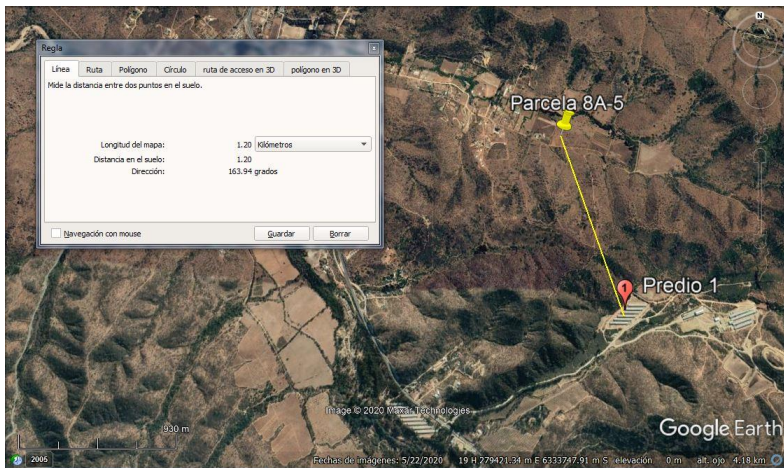 Regla
Línea Ruta Polígono Círculo ruta de acceso en 3D polígono en 3D
Mide la distancia entre dos puntos en el suelo.
Longitud del mapa: 1.20 Kilómetros
Distancia en el suelo: 1.20
Dirección: 163.94 grados
Navegación con mouse Guardar Borrar
N
Parcela 8A-5
1 Predio 1
Image © 2020 Maxar Technologies
930 m
Google Earth
2005 Fechas de imágenes: 5/22/2020 19 H 279421.34 m E 6333747.91 m S elevación 0 m alt. ojo 4.18 km